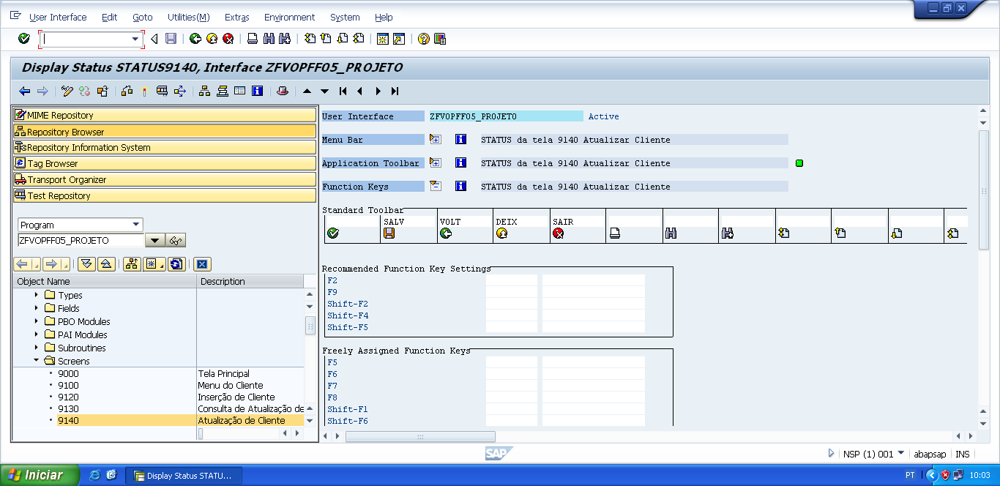 User Interface Edit Goto Utilities(M) Extras Environment System Help
Display Status STATUS9140, Interface ZFVOPFF05_PROJETO
MIME Repository
Repository Browser
Repository Information System
Tag Browser
Transport Organizer
Test Repository
Program
ZFVOPFF05_PROJETO
Object Name Description
Types
Fields
PBO Modules
PAI Modules
Subroutines
Screens
9000 Tela Principal
9100 Menu do Cliente
9120 Inserção de Cliente
9130 Consulta de Atualização de
9140 Atualização de Cliente
User Interface ZFVOPFF05_PROJETO Active
Menu Bar STATUS da tela 9140 Atualizar Cliente
Application Toolbar STATUS da tela 9140 Atualizar Cliente
Function Keys STATUS da tela 9140 Atualizar Cliente
Standard Toolbar
SALV VOLT DEIX SAIR
Recommended Function Key Settings
F2
F9
Shift-F2
Shift-F4
Shift-F5
Freely Assigned Function Keys
F5
F6
F7
F8
Shift-F1
Shift-F6
SAP
NSP (1) 001 abapsap INS
Iniciar Display Status STATU... PT 10:03